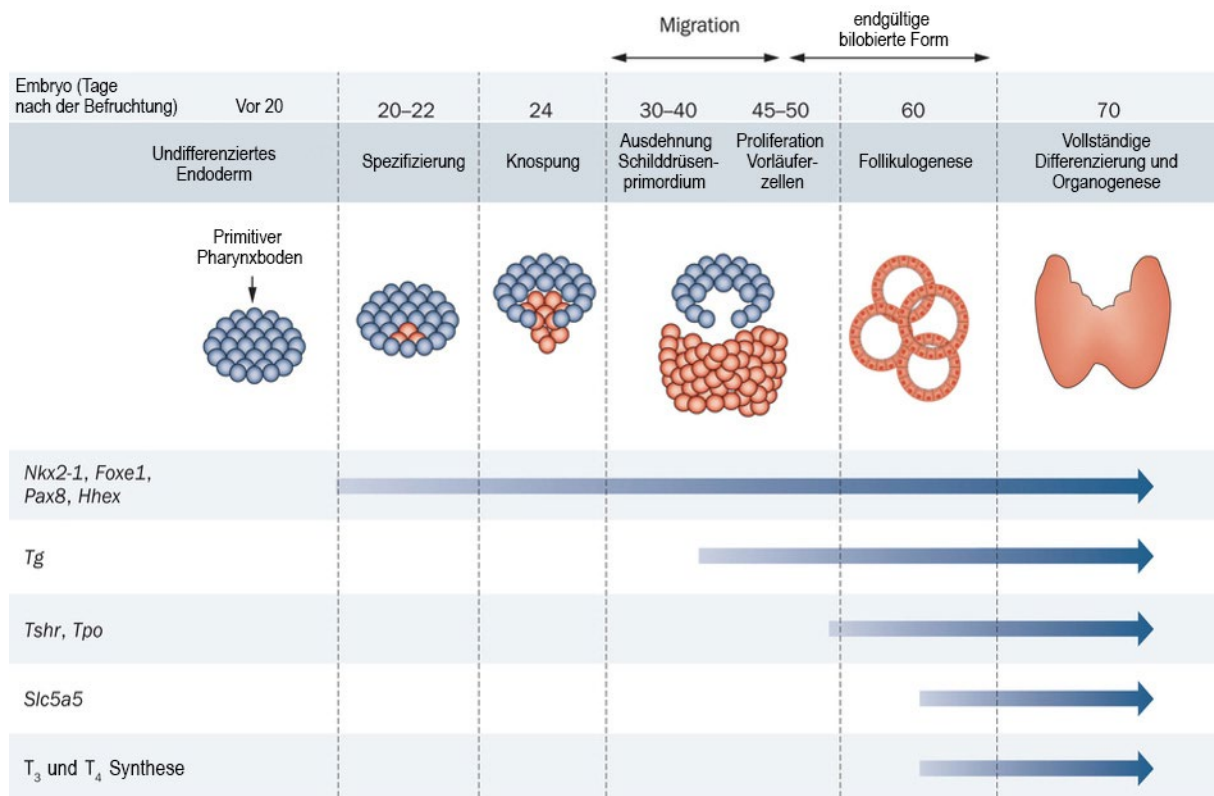 Migration
endgültige
bilobierte Form
Embryo (Tage
nach der Befruchtung)
Vor 20
20–22
24
30–40
45–50
60
70
Undifferenziertes
Endoderm
Spezifizierung
Knospung
Ausdehnung
Schilddrüsen-
primordium
Proliferation
Vorläufer-
zellen
Follikulogenese
Vollständige
Differenzierung und
Organogenese
Primitiver
Pharynxboden
Nkx2-1, Foxe1,
Pax8, Hhex
Tg
Tshr, Tpo
Slc5a5
T₃ und T₄ Synthese